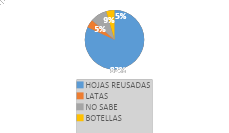 5%
9%
5%
HOJAS REUSADAS
LATAS
NO SABE
BOTELLAS